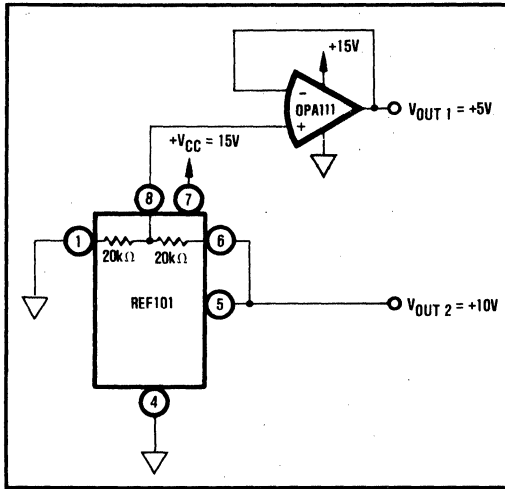 +15V
−
OPA111
+
V_OUT 1 = +5V
+V_CC = 15V
8
7
1
20kΩ
20kΩ
6
REF101
5
V_OUT 2 = +10V
4